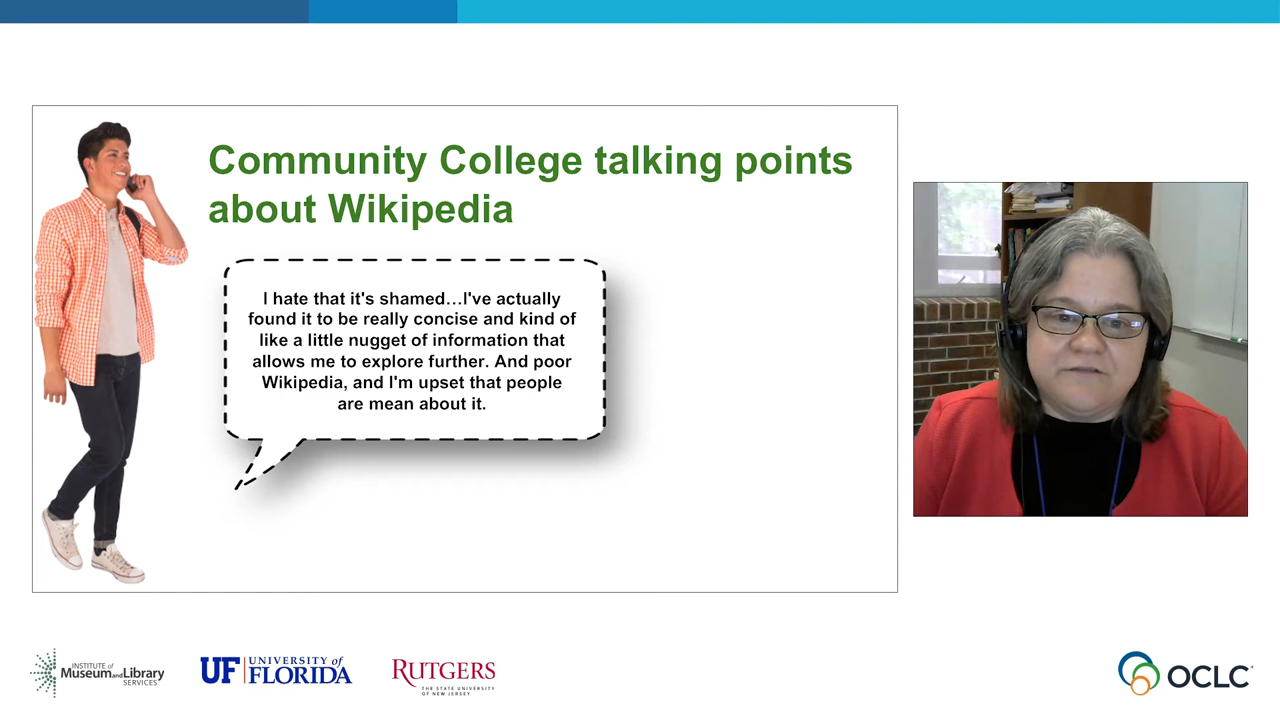 Community College talking points
about Wikipedia
I hate that it's shamed…I've actually
found it to be really concise and kind of
like a little nugget of information that
allows me to explore further. And poor
Wikipedia, and I'm upset that people
are mean about it.
INSTITUTE of
Museum and Library
SERVICES
UF UNIVERSITY of
FLORIDA
RUTGERS
THE STATE UNIVERSITY
OF NEW JERSEY
OCLC